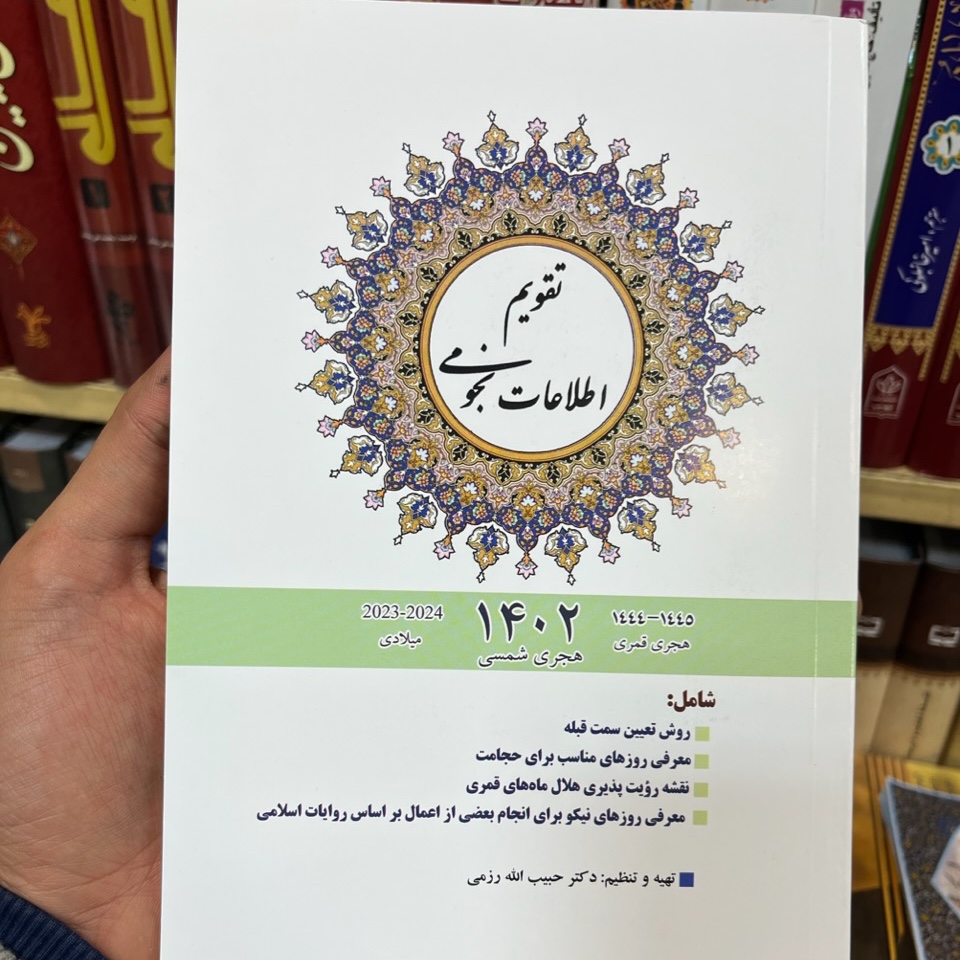 تقویم
اطلاعات نجومی
۱٤٤٤-۱٤٤٥
هجری قمری
۱۴۰۲
هجری شمسی
2023-2024
میلادی
شامل:
روش تعیین سمت قبله
معرفی روزهای مناسب برای حجامت
نقشه رؤیت پذیری هلال ماه‌های قمری
معرفی روزهای نیکو برای انجام بعضی از اعمال بر اساس روایات اسلامی
تهیه و تنظیم: دکتر حبیب الله رزمی